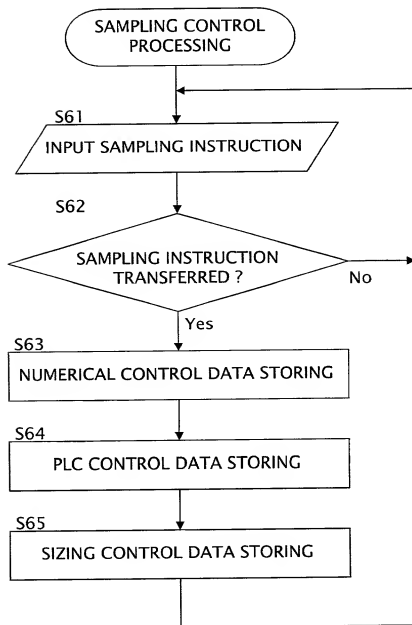 SAMPLING CONTROL
PROCESSING
S61
INPUT SAMPLING INSTRUCTION
S62
SAMPLING INSTRUCTION
TRANSFERRED ?
No
Yes
S63
NUMERICAL CONTROL DATA STORING
S64
PLC CONTROL DATA STORING
S65
SIZING CONTROL DATA STORING